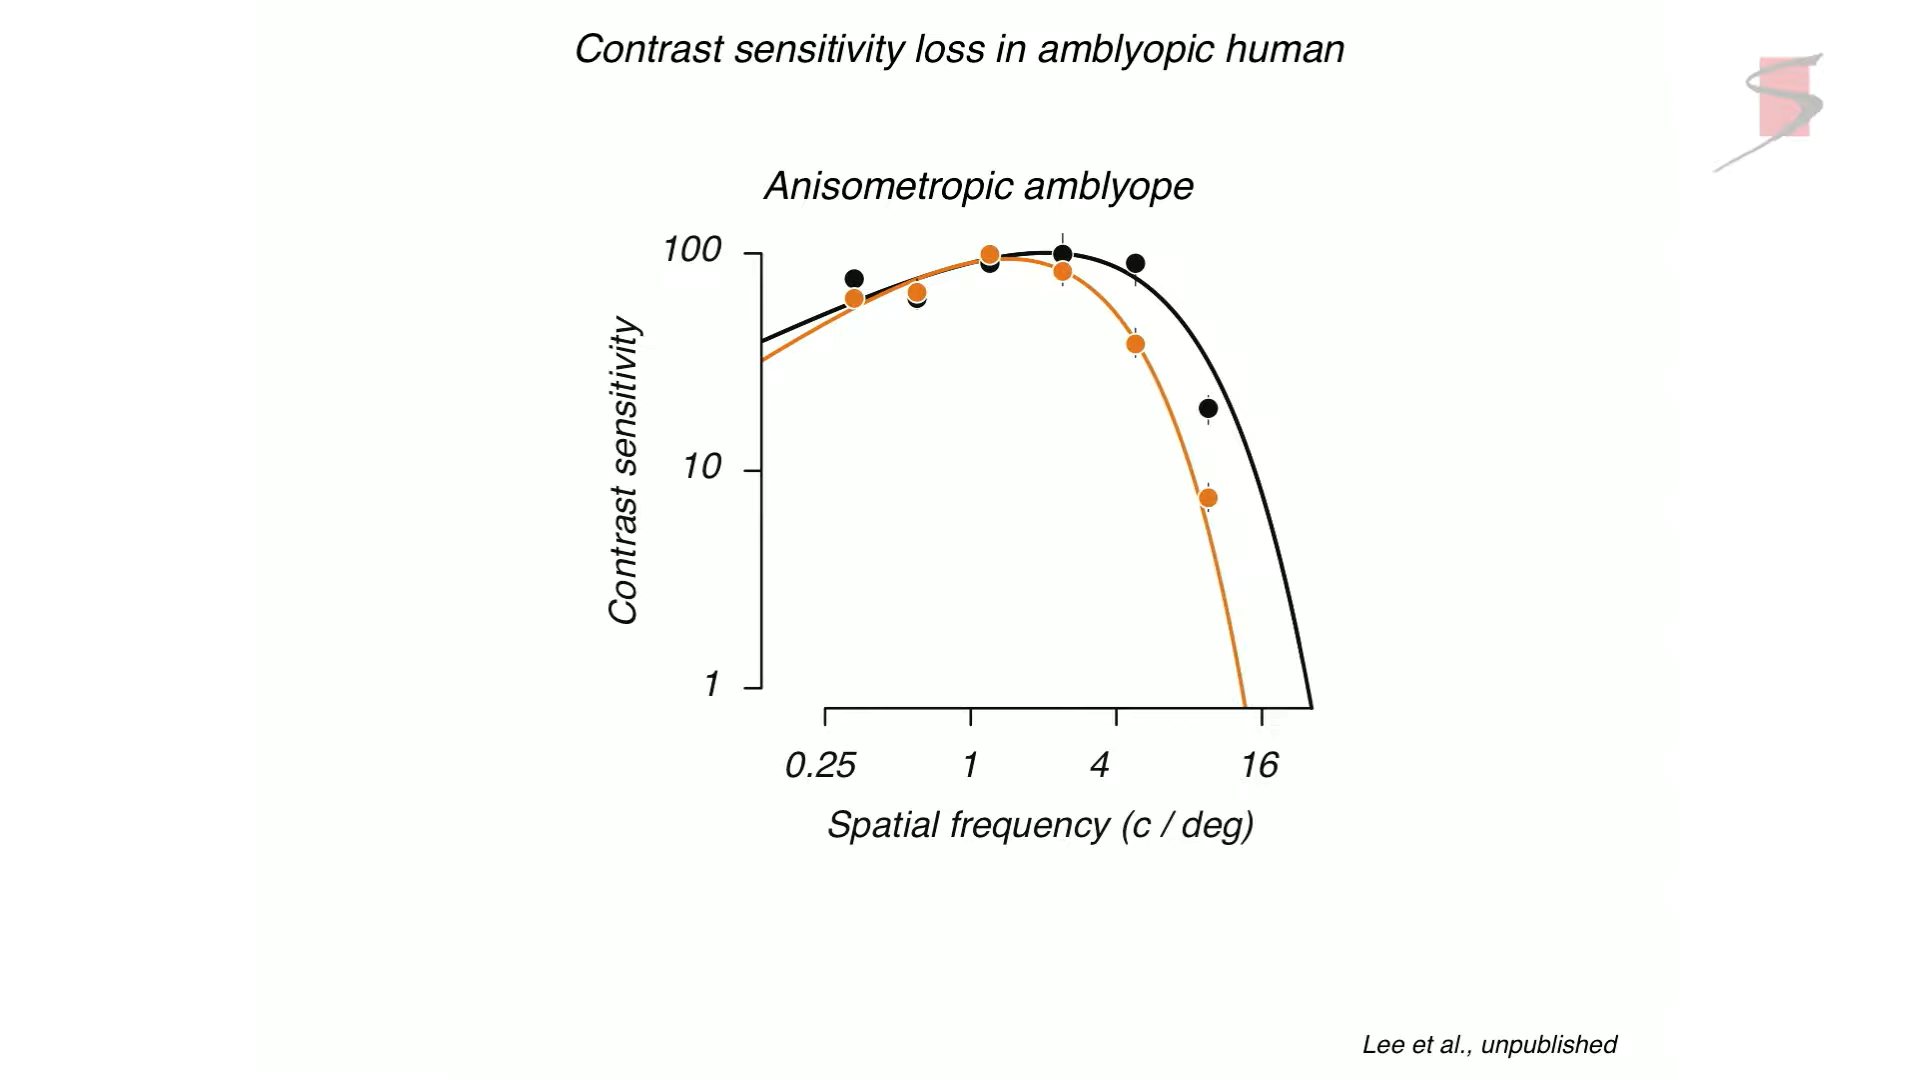 Contrast sensitivity loss in amblyopic human
Anisometropic amblyope
100
10
1
Contrast sensitivity
0.25 1 4 16
Spatial frequency (c / deg)
Lee et al., unpublished